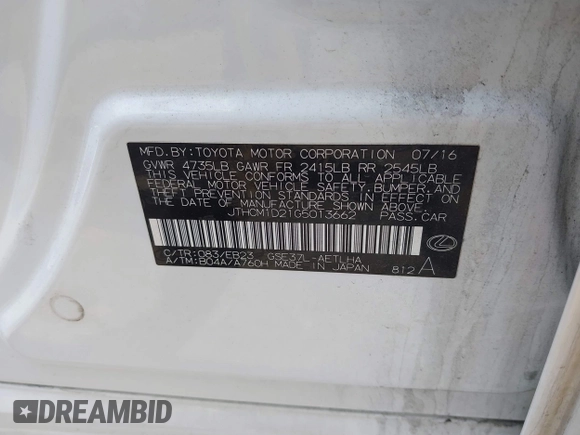 MFD.BY:TOYOTA MOTOR CORPORATION 07/16
GVWR 4735LB GAWR FR 2415LB RR 2545LB
THIS VEHICLE CONFORMS TO ALL APPLICABLE
FEDERAL MOTOR VEHICLE SAFETY, BUMPER, AND
THEFT PREVENTION STANDARDS IN EFFECT ON
THE DATE OF MANUFACTURE SHOWN ABOVE.
JTHCM1D21G5013662 PASS.CAR
C/TR:083/EB23 GSE37L-AETLHA
A/TM:B04A/A760H MADE IN JAPAN 812 A
DREAMBID